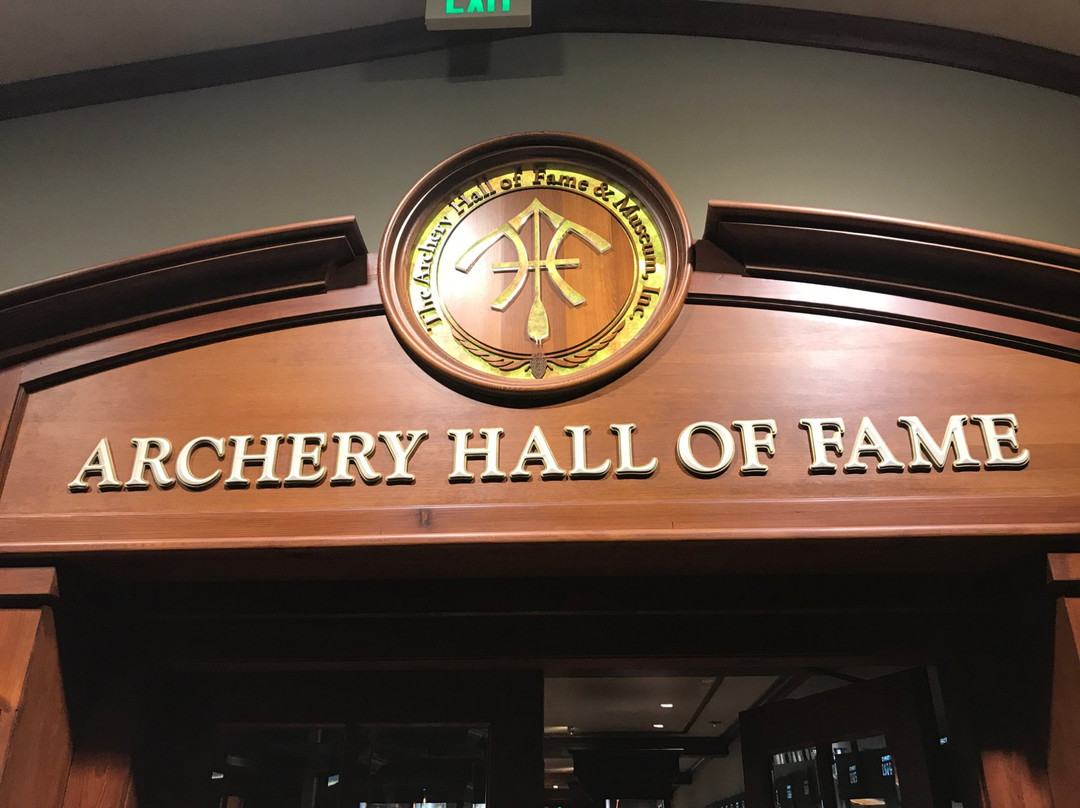 EXIT
The Archery Hall of Fame & Museum, Inc.
ARCHERY HALL OF FAME